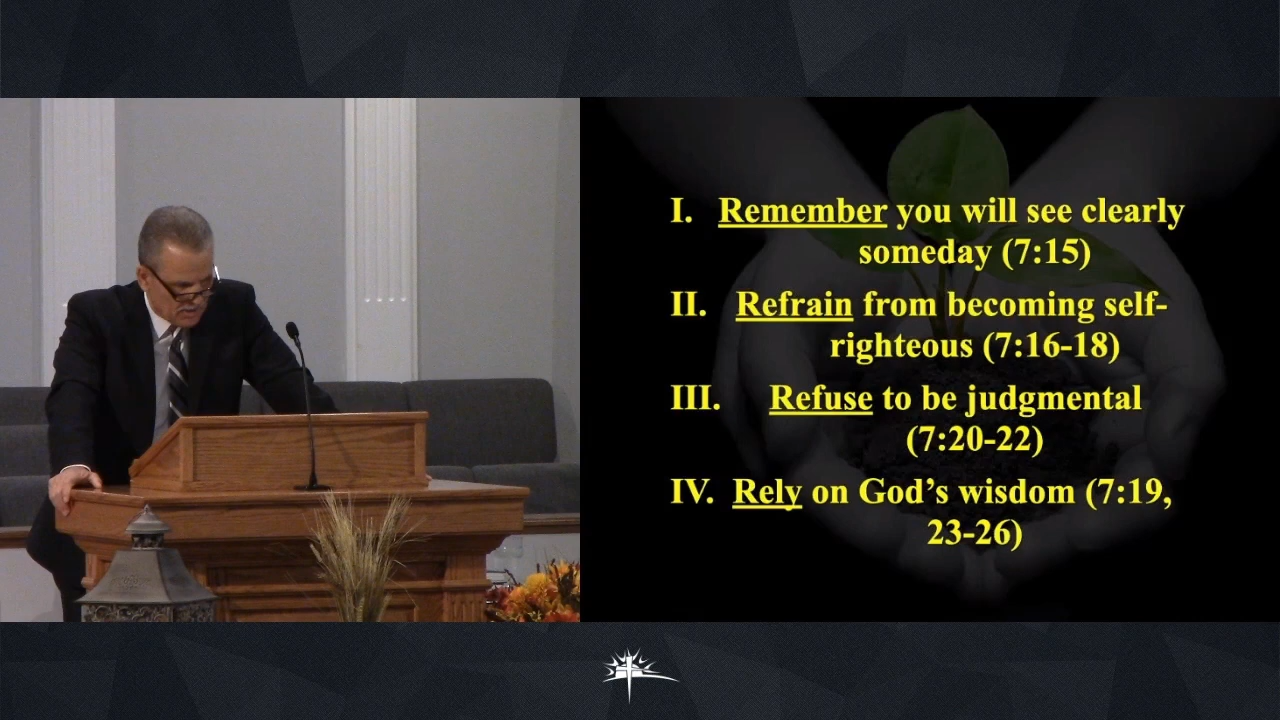 I. Remember you will see clearly
someday (7:15)
II. Refrain from becoming self-
righteous (7:16-18)
III. Refuse to be judgmental
(7:20-22)
IV. Rely on God’s wisdom (7:19,
23-26)